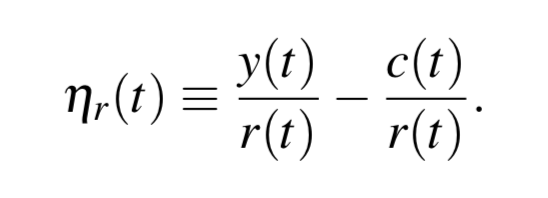 η_r(t) ≡ y(t)/r(t) − c(t)/r(t).